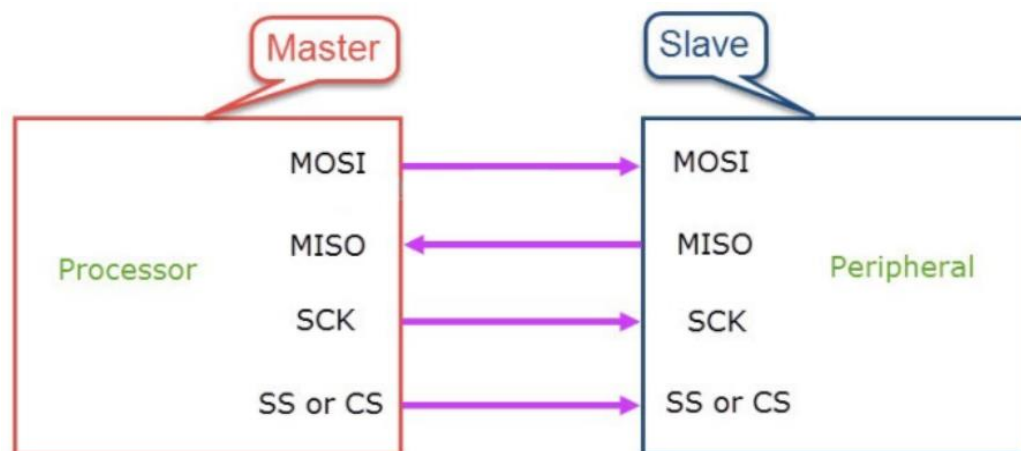 Master
Slave
MOSI
MOSI
MISO
MISO
Processor
Peripheral
SCK
SCK
SS or CS
SS or CS